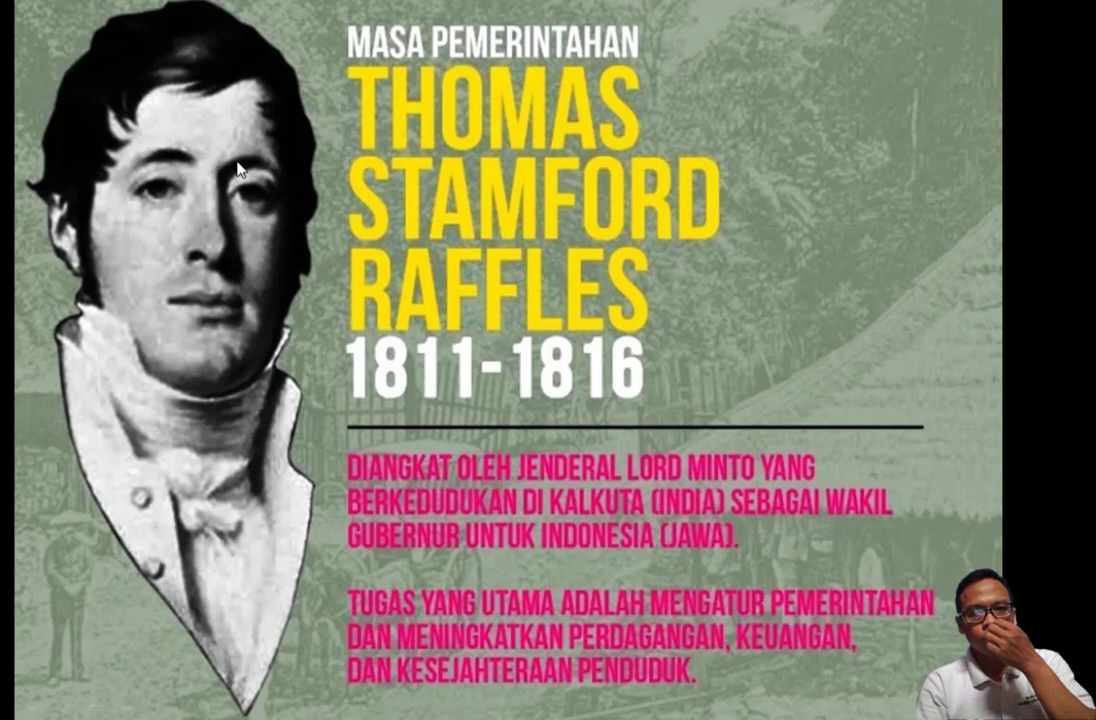 MASA PEMERINTAHAN
THOMAS
STAMFORD
RAFFLES
1811-1816
DIANGKAT OLEH JENDERAL LORD MINTO YANG
BERKEDUDUKAN DI KALKUTA (INDIA) SEBAGAI WAKIL
GUBERNUR UNTUK INDONESIA (JAWA).
TUGAS YANG UTAMA ADALAH MENGATUR PEMERINTAHAN
DAN MENINGKATKAN PERDAGANGAN, KEUANGAN,
DAN KESEJAHTERAAN PENDUDUK.